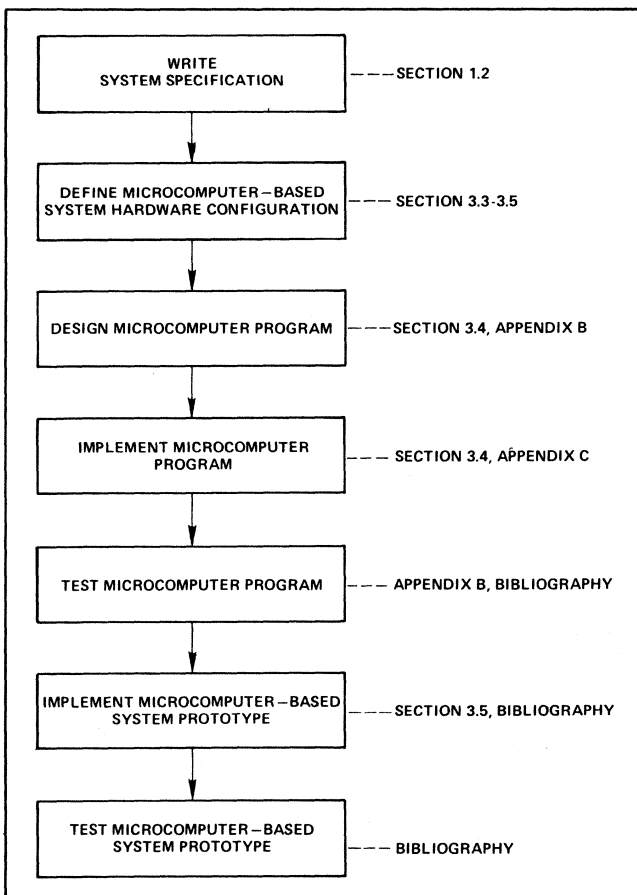 WRITE
SYSTEM SPECIFICATION
--- SECTION 1.2
DEFINE MICROCOMPUTER-BASED
SYSTEM HARDWARE CONFIGURATION
--- SECTION 3.3-3.5
DESIGN MICROCOMPUTER PROGRAM
--- SECTION 3.4, APPENDIX B
IMPLEMENT MICROCOMPUTER
PROGRAM
--- SECTION 3.4, APPENDIX C
TEST MICROCOMPUTER PROGRAM
--- APPENDIX B, BIBLIOGRAPHY
IMPLEMENT MICROCOMPUTER-BASED
SYSTEM PROTOTYPE
--- SECTION 3.5, BIBLIOGRAPHY
TEST MICROCOMPUTER-BASED
SYSTEM PROTOTYPE
--- BIBLIOGRAPHY